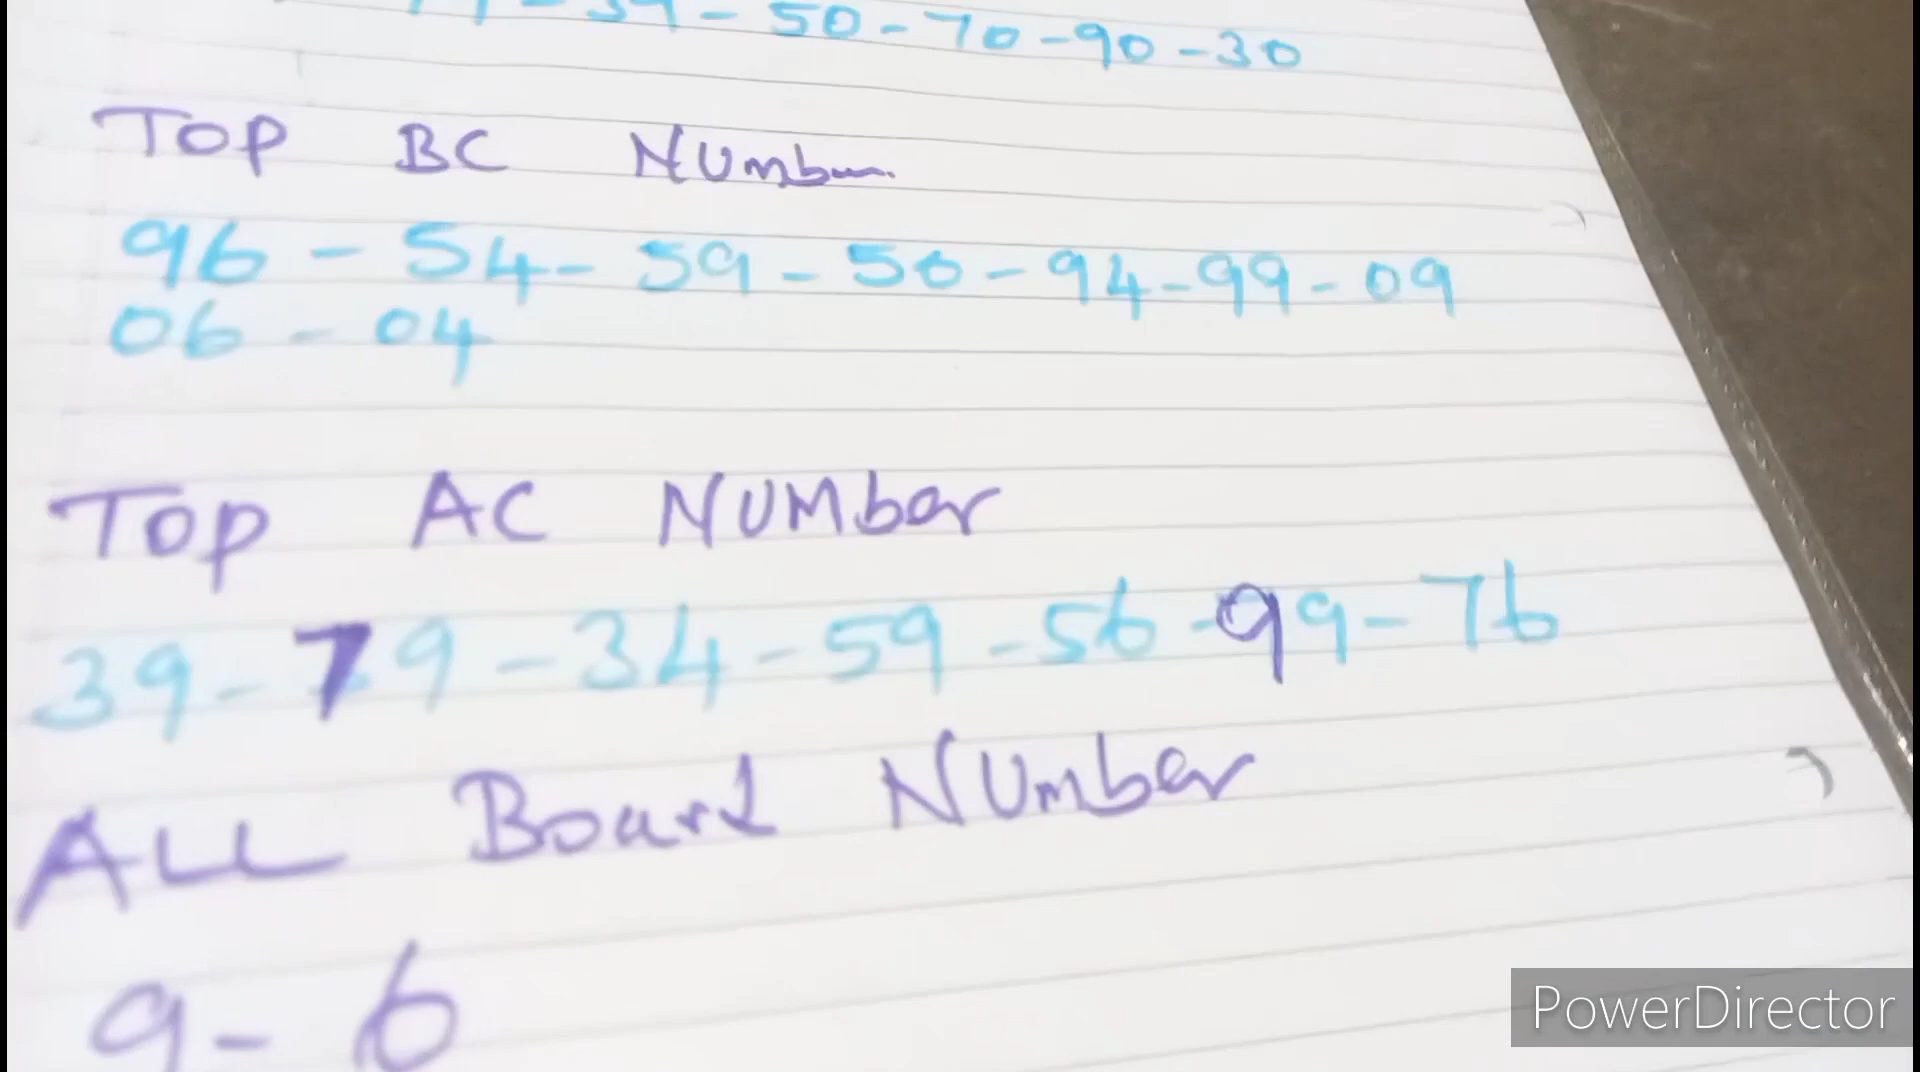 - 50 - 70 - 90 - 30
TOP BC Number
96 - 54 - 59 - 50 - 94 - 99 - 09
06 - 04
TOP AC NUMber
39 - 79 - 34 - 59 - 56 - 99 - 76
ALL Board NUmber
9 - 6
PowerDirector